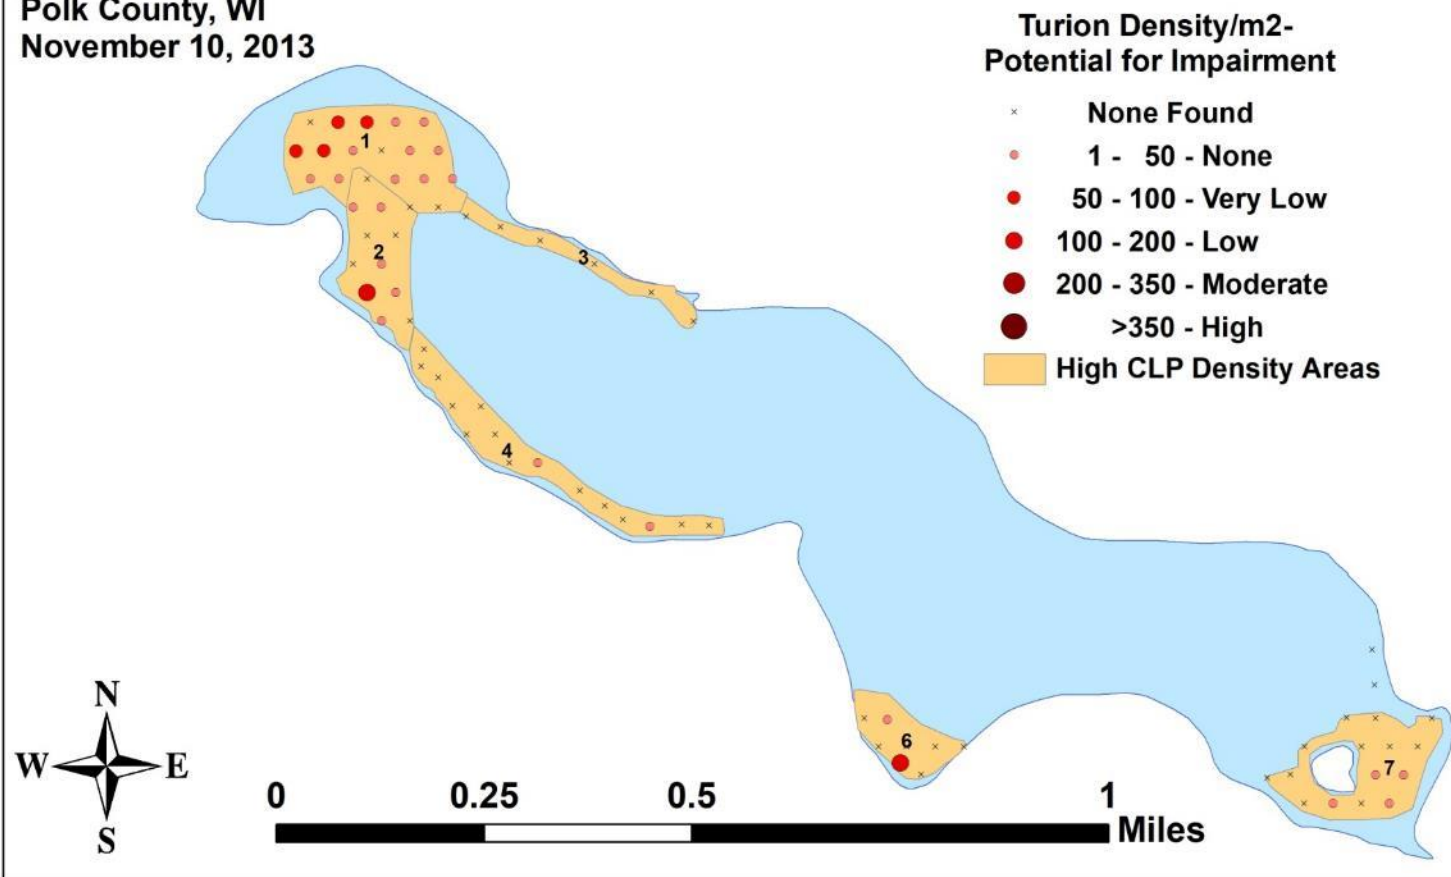 Polk County, WI
November 10, 2013
Turion Density/m2-
Potential for Impairment
None Found
1 - 50 - None
50 - 100 - Very Low
100 - 200 - Low
200 - 350 - Moderate
>350 - High
High CLP Density Areas
1
2
3
4
6
7
N
W E
S
0 0.25 0.5 1
Miles